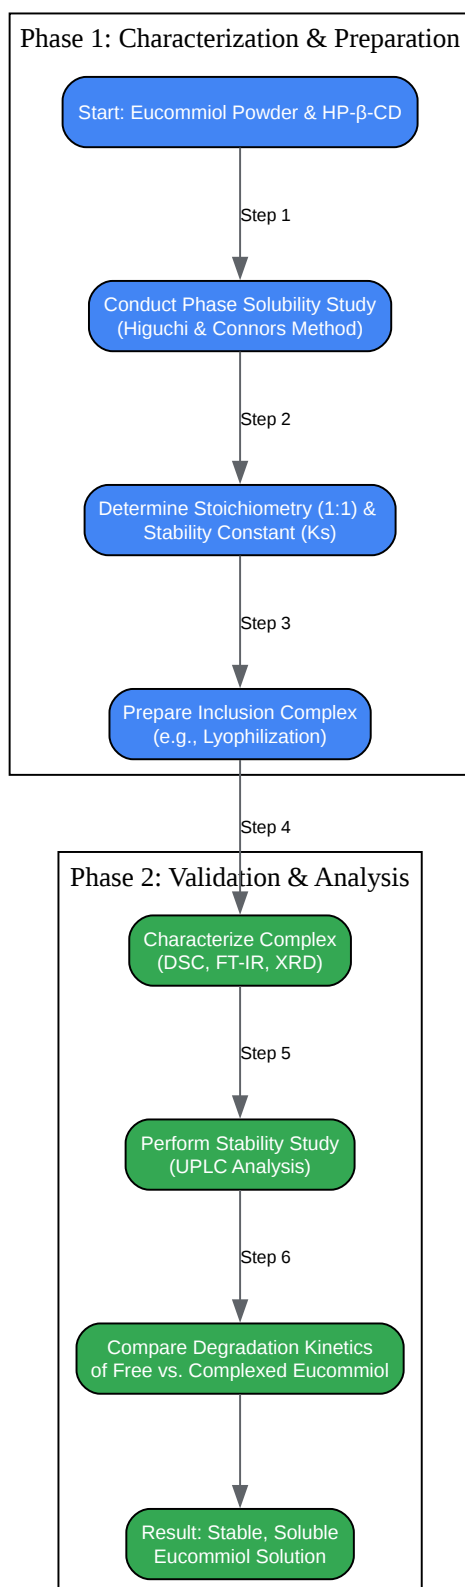 Phase 1: Characterization & Preparation
Start: Eucommiol Powder & HP-β-CD
Step 1
Conduct Phase Solubility Study
(Higuchi & Connors Method)
Step 2
Determine Stoichiometry (1:1) &
Stability Constant (Ks)
Step 3
Prepare Inclusion Complex
(e.g., Lyophilization)
Step 4
Phase 2: Validation & Analysis
Characterize Complex
(DSC, FT-IR, XRD)
Step 5
Perform Stability Study
(UPLC Analysis)
Step 6
Compare Degradation Kinetics
of Free vs. Complexed Eucommiol
Result: Stable, Soluble
Eucommiol Solution